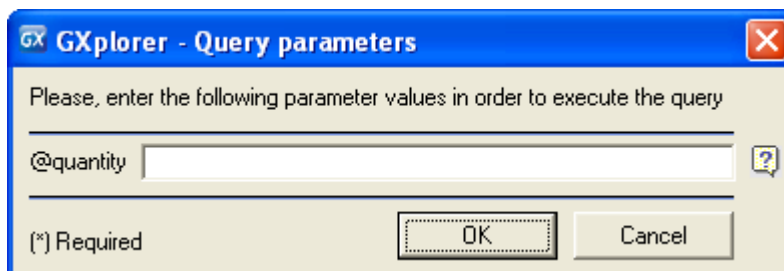 GX GXplorer - Query parameters
Please, enter the following parameter values in order to execute the query
@quantity ?
(*) Required OK Cancel